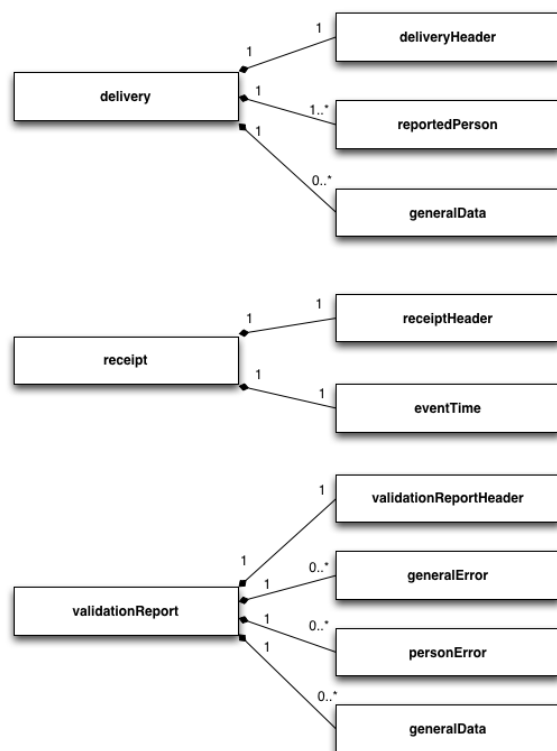 1
deliveryHeader
1
delivery
1
1..*
reportedPerson
1
0..*
generalData
1
receiptHeader
1
receipt
1
1
eventTime
1
validationReportHeader
1
0..*
generalError
1
validationReport
1
0..*
personError
1
0..*
generalData